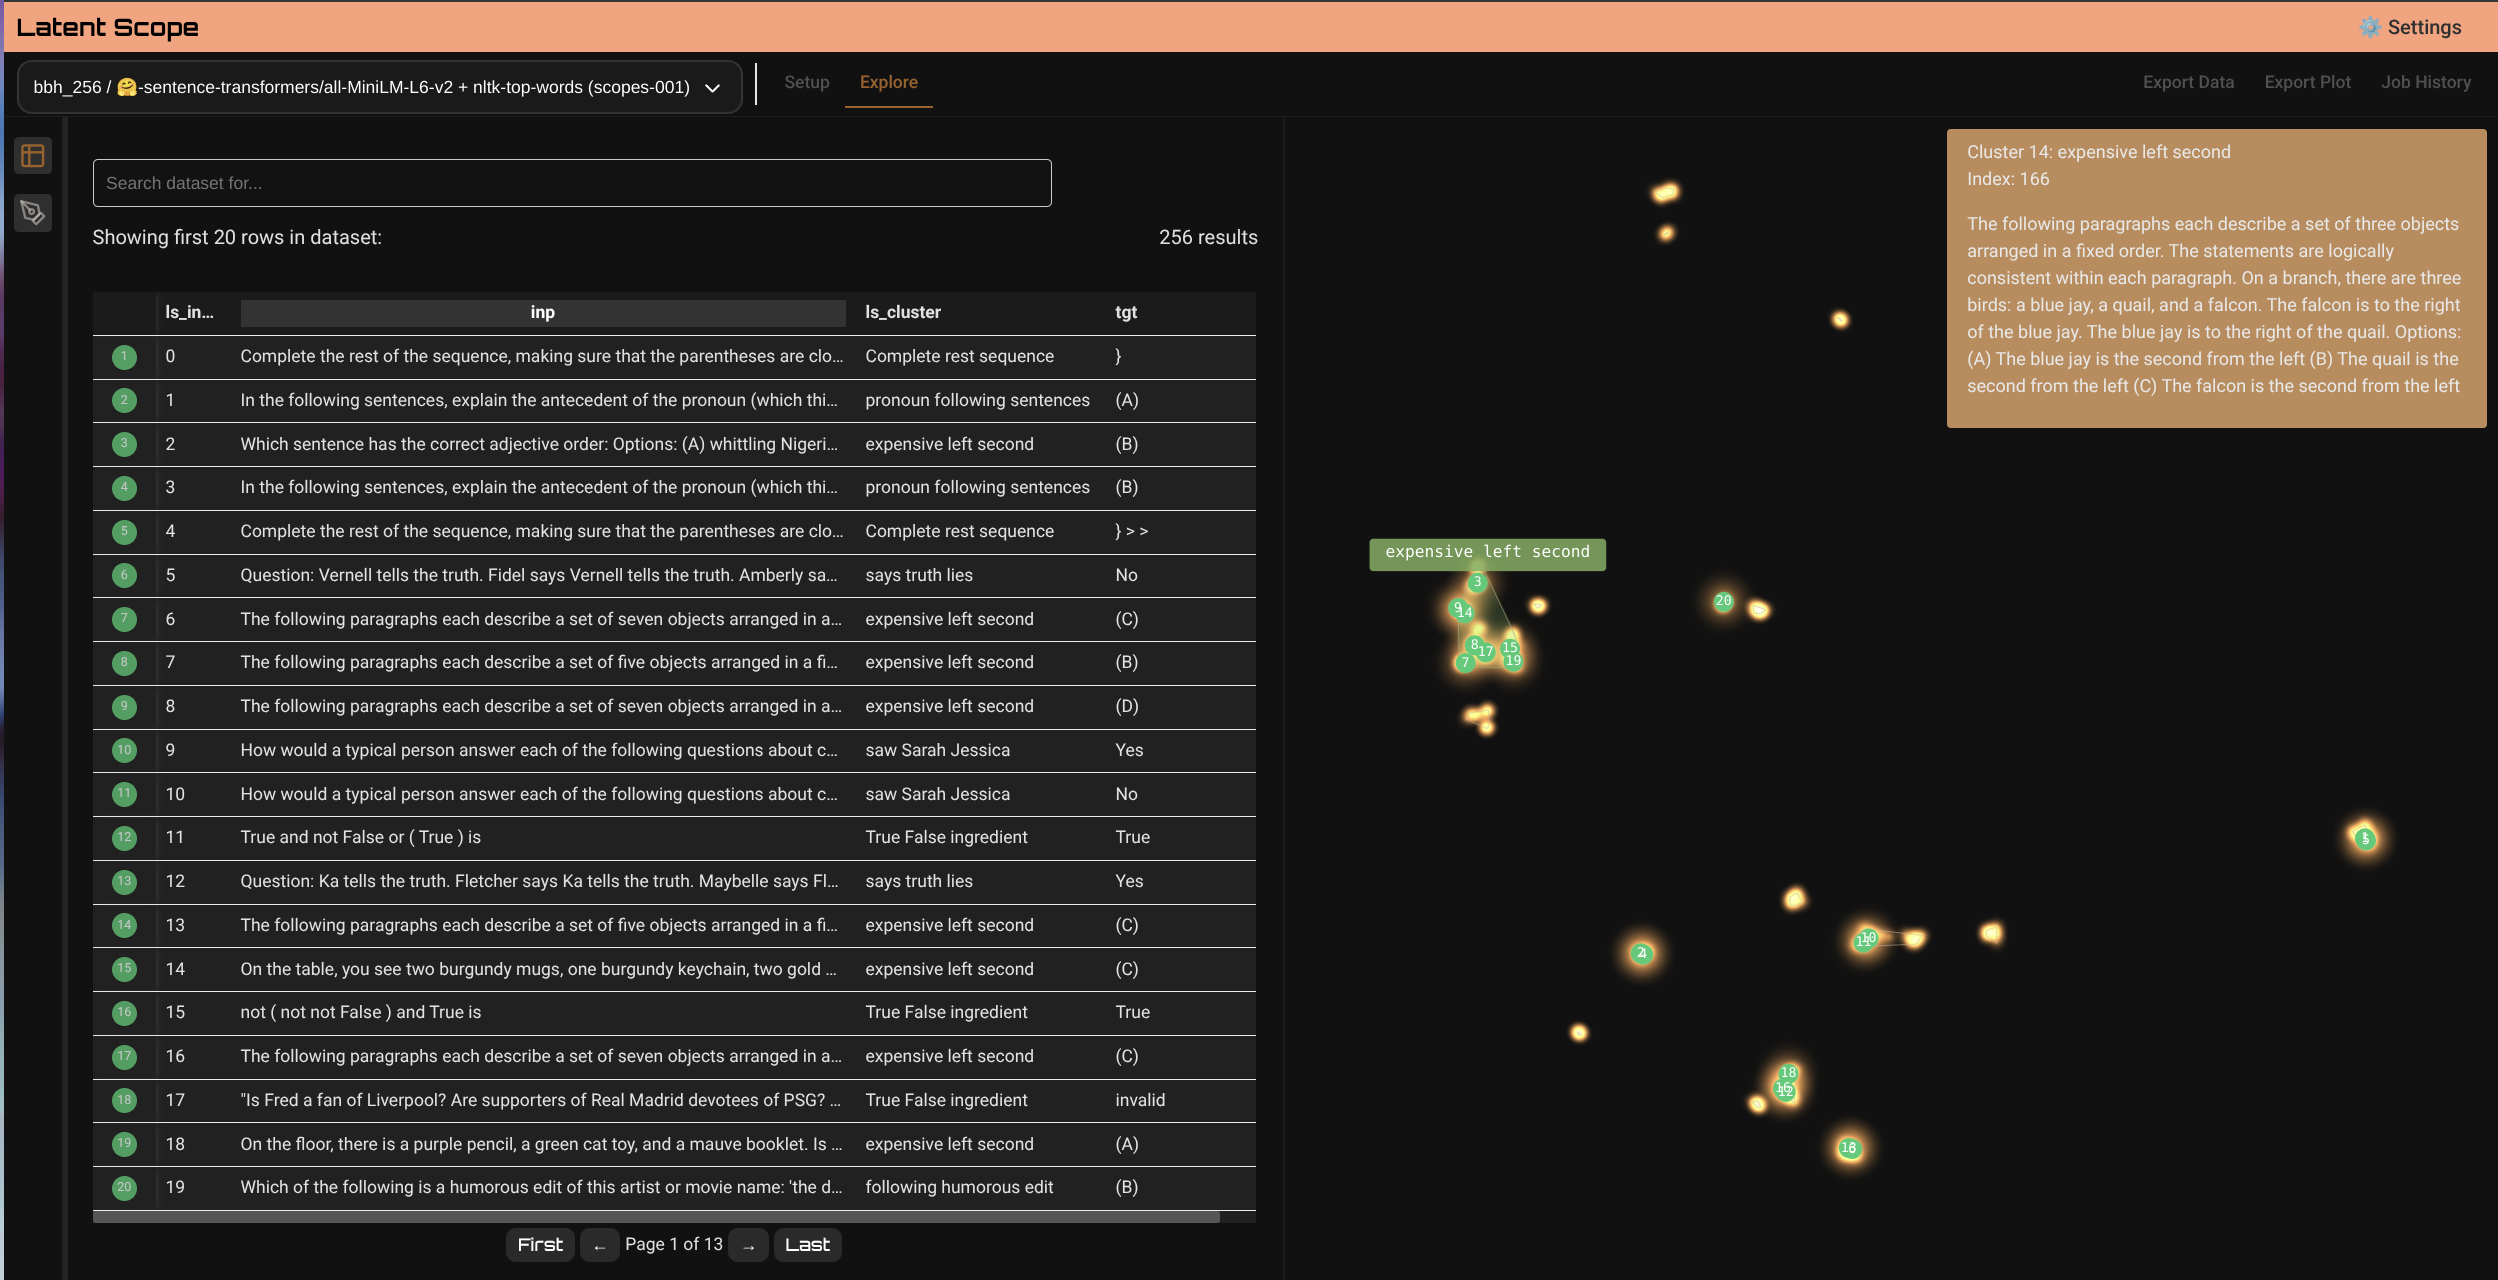 Latent Scope
⚙️ Settings
bbh_256 / 🤗-sentence-transformers/all-MiniLM-L6-v2 + nltk-top-words (scopes-001)
Setup
Explore
Export Data
Export Plot
Job History
Search dataset for...
Showing first 20 rows in dataset:
256 results
ls_in... inp ls_cluster tgt
1 0 Complete the rest of the sequence, making sure that the parentheses are clo... Complete rest sequence }
2 1 In the following sentences, explain the antecedent of the pronoun (which thi... pronoun following sentences (A)
3 2 Which sentence has the correct adjective order: Options: (A) whittling Nigeri... expensive left second (B)
4 3 In the following sentences, explain the antecedent of the pronoun (which thi... pronoun following sentences (B)
5 4 Complete the rest of the sequence, making sure that the parentheses are clo... Complete rest sequence } > >
6 5 Question: Vernell tells the truth. Fidel says Vernell tells the truth. Amberly sa... says truth lies No
7 6 The following paragraphs each describe a set of seven objects arranged in a... expensive left second (C)
8 7 The following paragraphs each describe a set of five objects arranged in a fi... expensive left second (B)
9 8 The following paragraphs each describe a set of seven objects arranged in a... expensive left second (D)
10 9 How would a typical person answer each of the following questions about c... saw Sarah Jessica Yes
11 10 How would a typical person answer each of the following questions about c... saw Sarah Jessica No
12 11 True and not False or ( True ) is True False ingredient True
13 12 Question: Ka tells the truth. Fletcher says Ka tells the truth. Maybelle says Fl... says truth lies Yes
14 13 The following paragraphs each describe a set of five objects arranged in a fi... expensive left second (C)
15 14 On the table, you see two burgundy mugs, one burgundy keychain, two gold ... expensive left second (C)
16 15 not ( not not False ) and True is True False ingredient True
17 16 The following paragraphs each describe a set of seven objects arranged in a... expensive left second (C)
18 17 "Is Fred a fan of Liverpool? Are supporters of Real Madrid devotees of PSG? ... True False ingredient invalid
19 18 On the floor, there is a purple pencil, a green cat toy, and a mauve booklet. Is ... expensive left second (A)
20 19 Which of the following is a humorous edit of this artist or movie name: 'the d... following humorous edit (B)
First ← Page 1 of 13 → Last
Cluster 14: expensive left second
Index: 166
The following paragraphs each describe a set of three objects
arranged in a fixed order. The statements are logically
consistent within each paragraph. On a branch, there are three
birds: a blue jay, a quail, and a falcon. The falcon is to the right
of the blue jay. The blue jay is to the right of the quail. Options:
(A) The blue jay is the second from the left (B) The quail is the
second from the left (C) The falcon is the second from the left
expensive left second
3
9
14
8
17
15
7
19
20
10
11
18
16
12